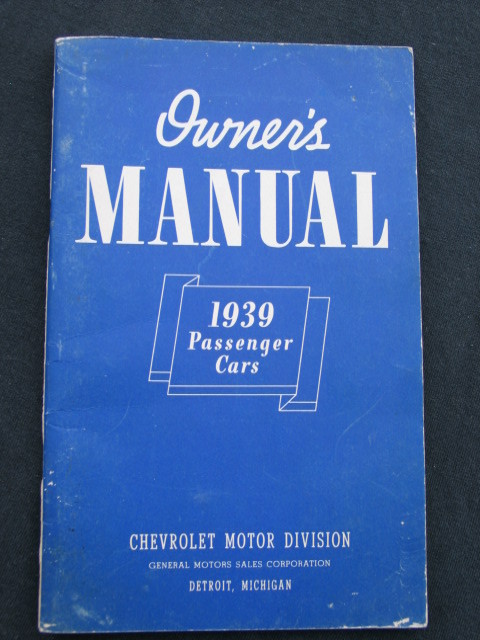 Owner's
MANUAL
1939
Passenger
Cars
CHEVROLET MOTOR DIVISION
GENERAL MOTORS SALES CORPORATION
DETROIT, MICHIGAN